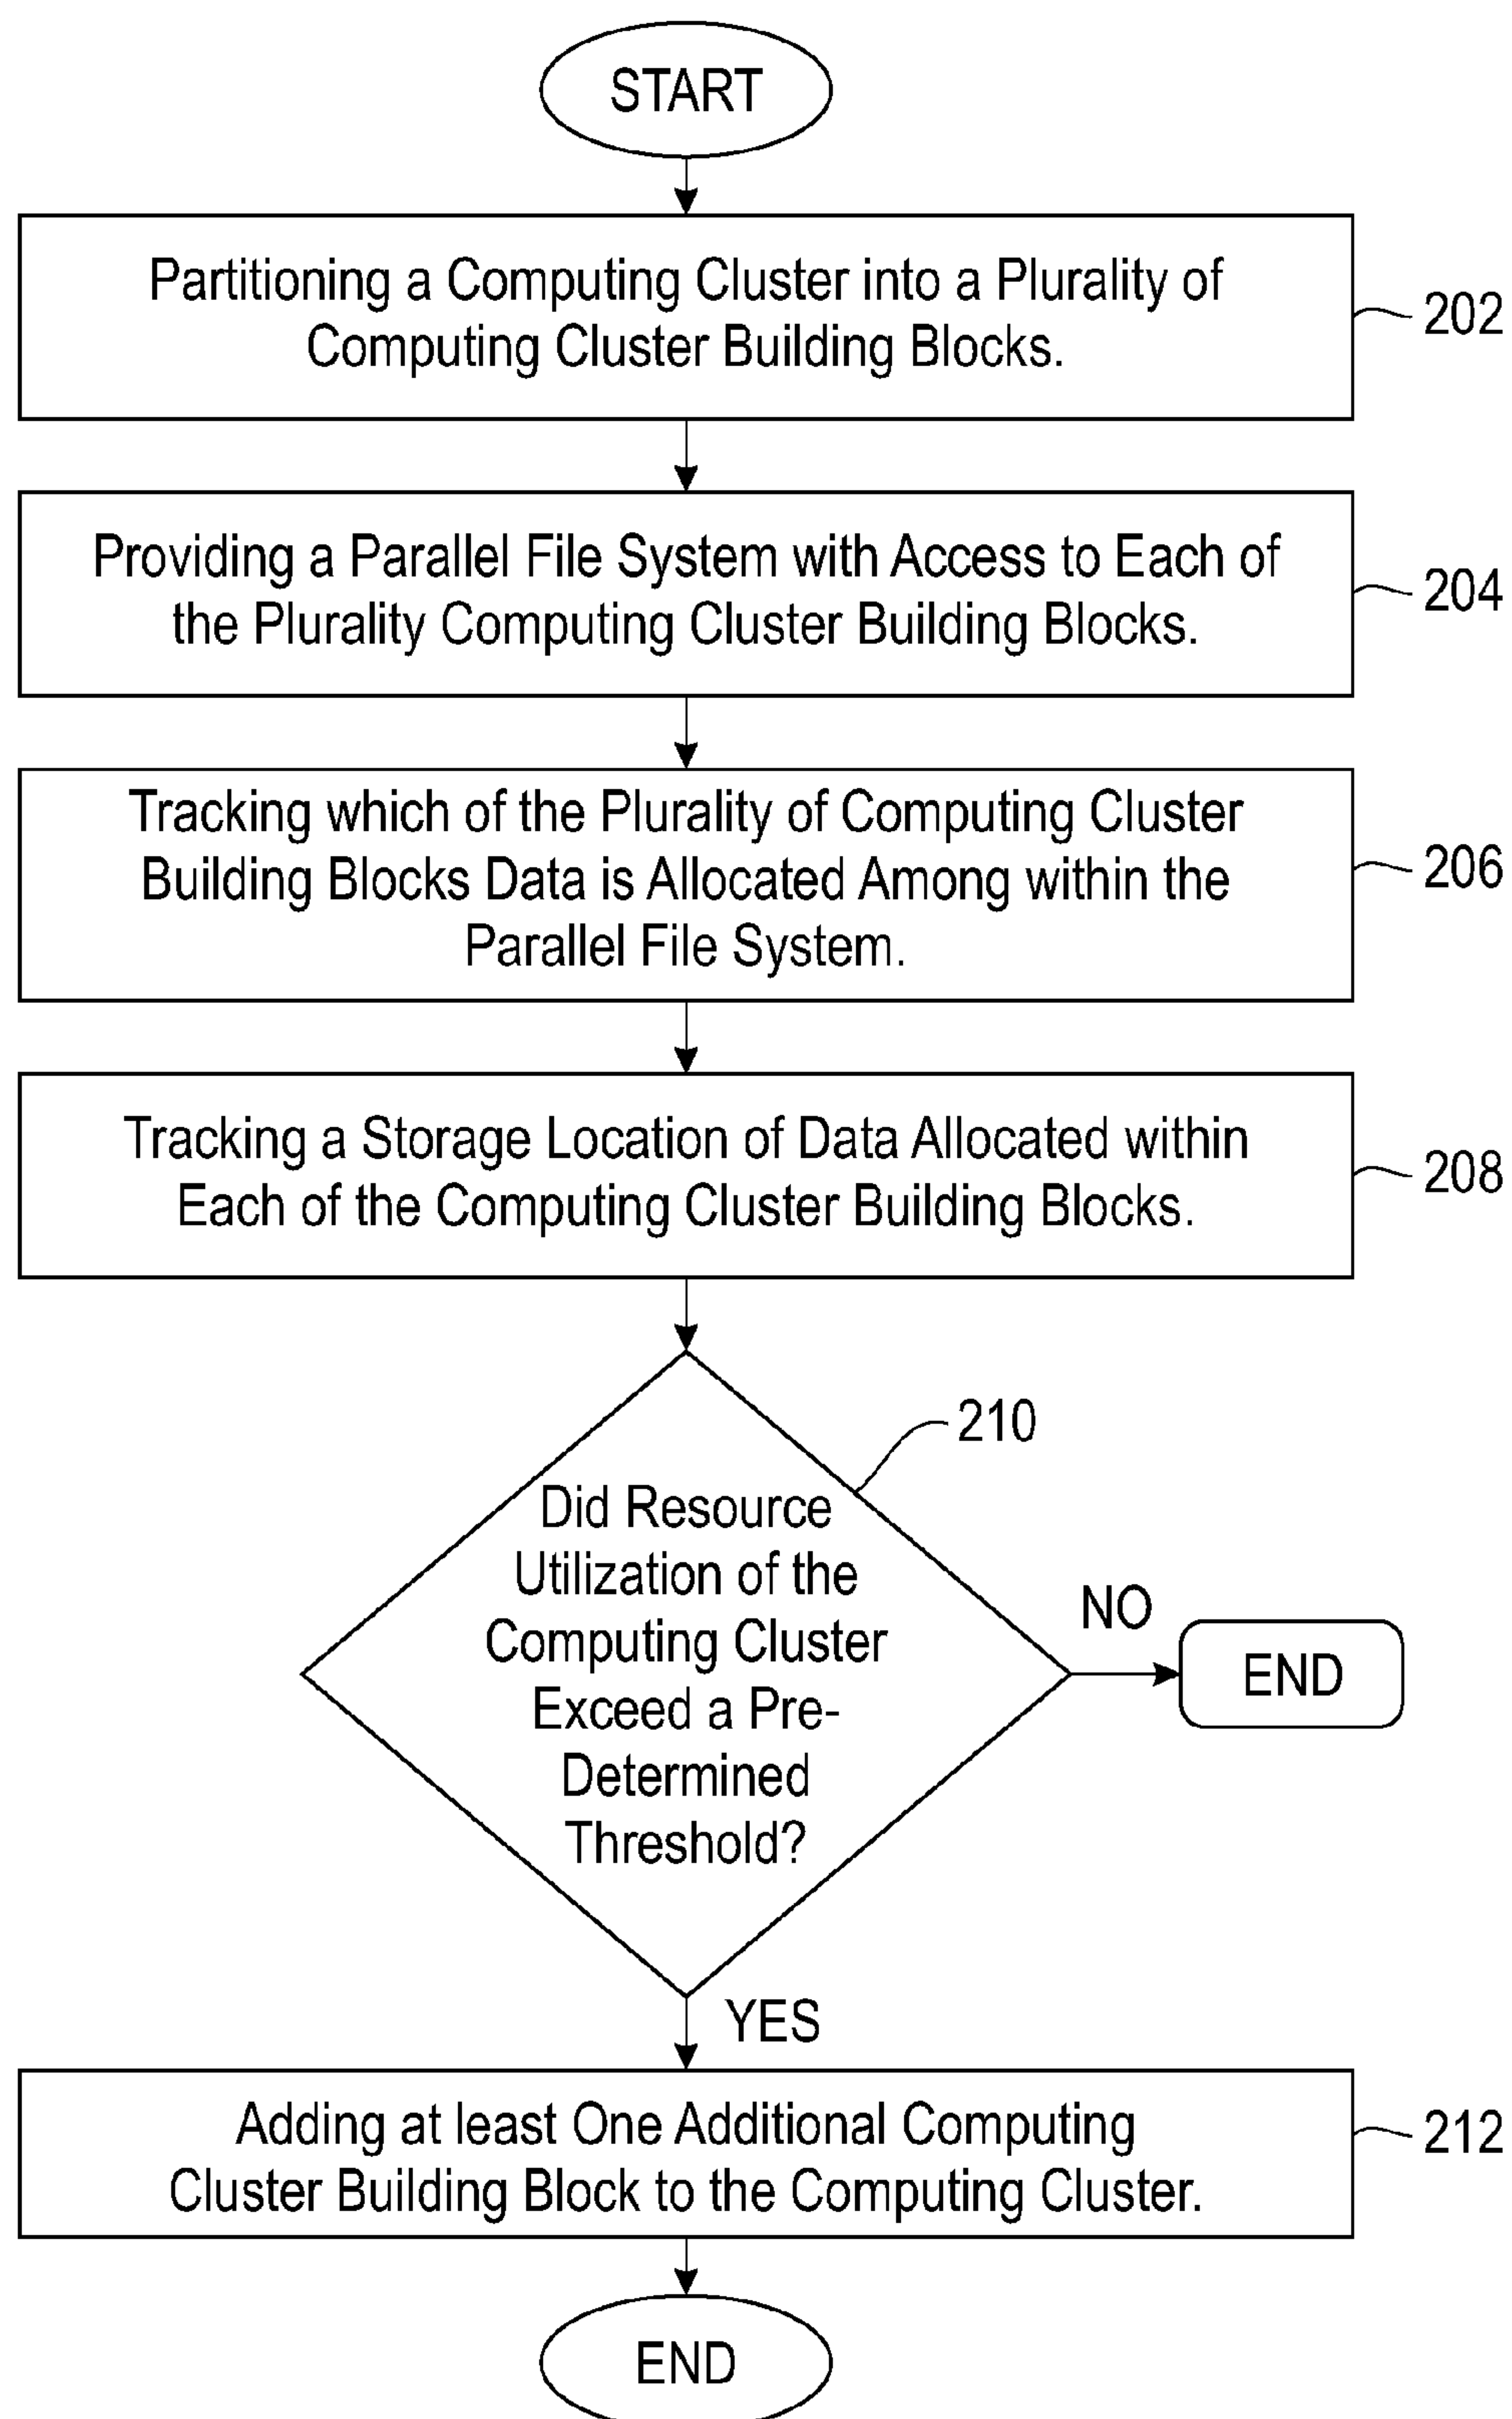 START
Partitioning a Computing Cluster into a Plurality of
Computing Cluster Building Blocks.
202
Providing a Parallel File System with Access to Each of
the Plurality Computing Cluster Building Blocks.
204
Tracking which of the Plurality of Computing Cluster
Building Blocks Data is Allocated Among within the
Parallel File System.
206
Tracking a Storage Location of Data Allocated within
Each of the Computing Cluster Building Blocks.
208
210
Did Resource
Utilization of the
Computing Cluster
Exceed a Pre-
Determined
Threshold?
NO
END
YES
Adding at least One Additional Computing
Cluster Building Block to the Computing Cluster.
212
END